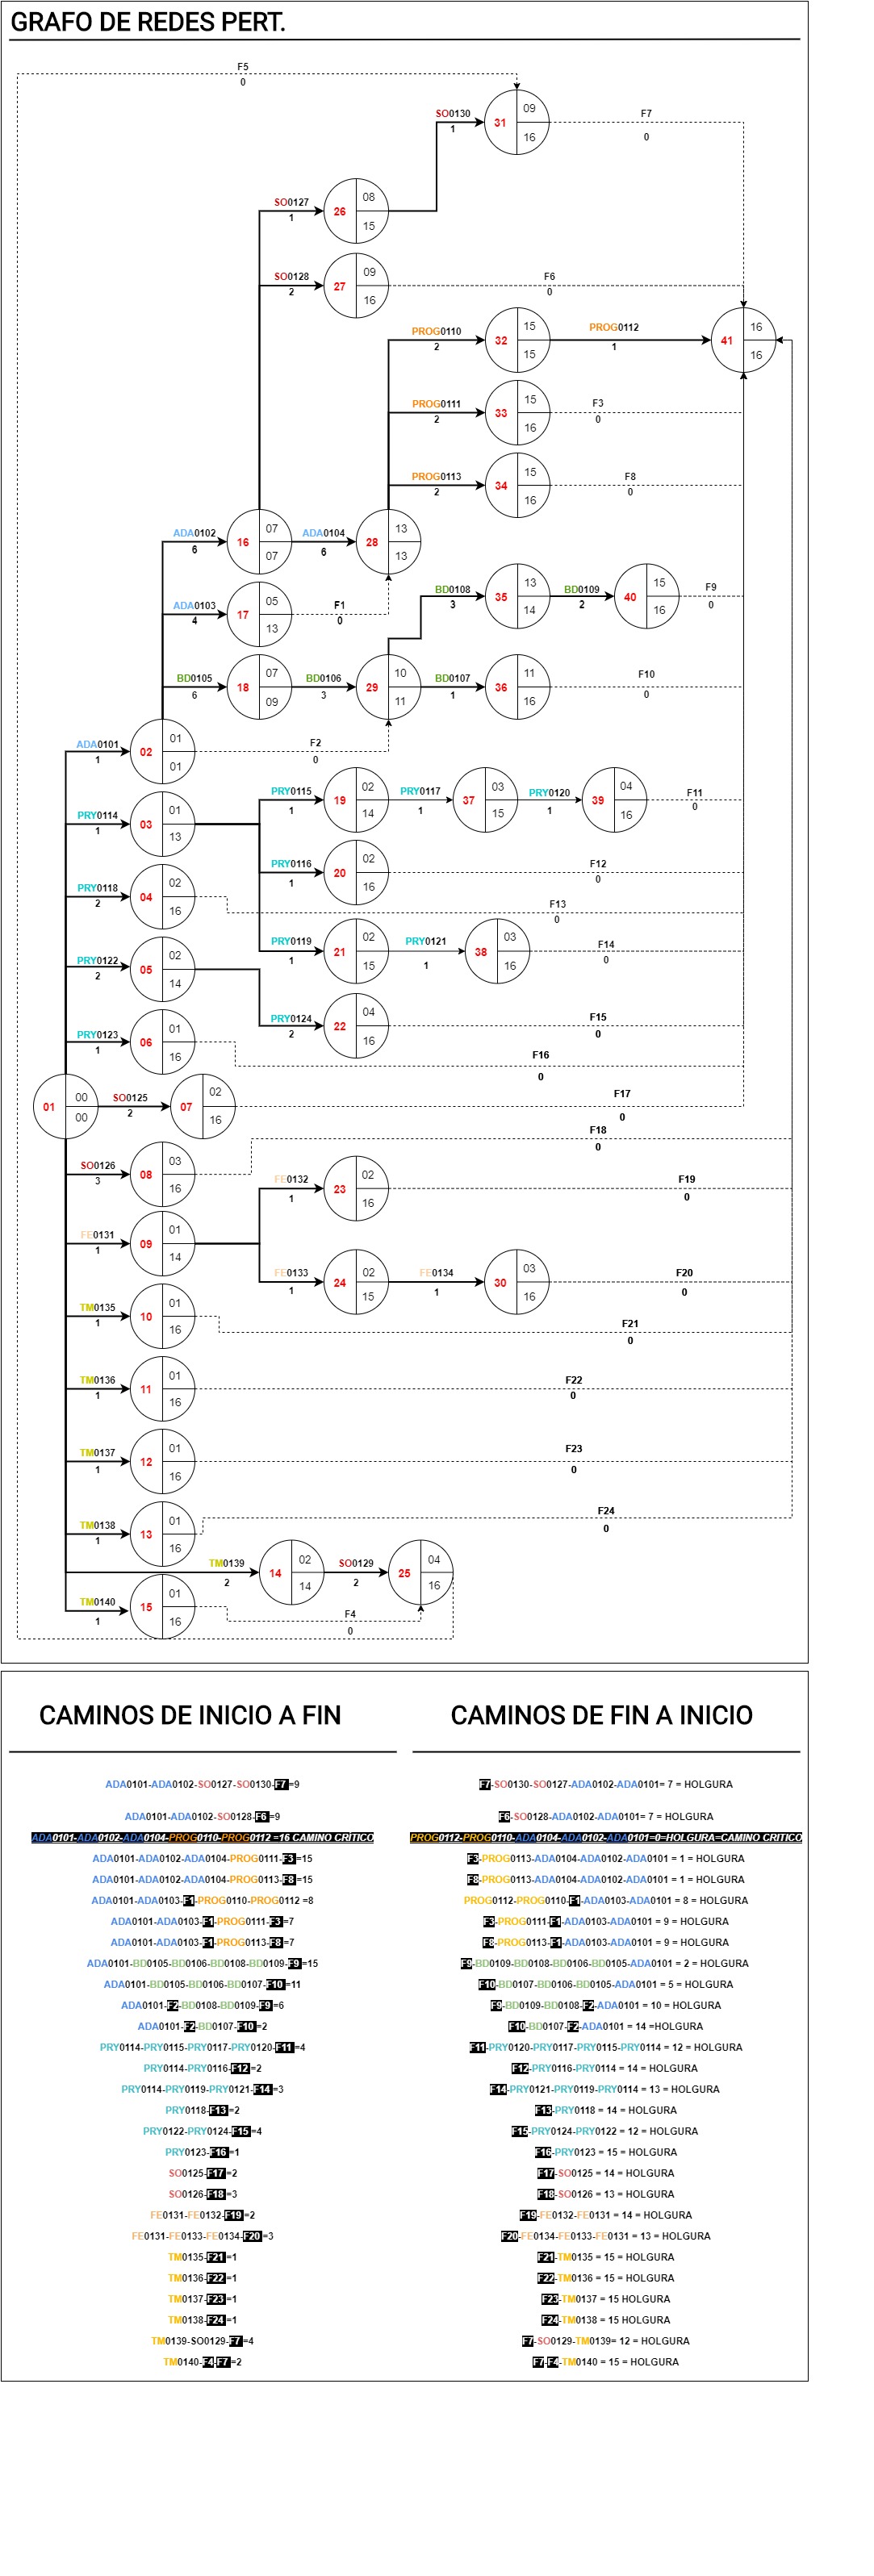 GRAFO DE REDES PERT.
F5
0
SO0130
1
31
09
16
F7
0
SO0127
1
26
08
15
SO0128
2
27
09
16
F6
0
PROG0110
2
32
15
15
PROG0112
1
41
16
16
PROG0111
2
33
15
16
F3
0
PROG0113
2
34
15
16
F8
0
ADA0102
6
16
07
07
ADA0104
6
28
13
13
ADA0103
4
17
05
13
F1
0
BD0108
3
35
13
14
BD0109
2
40
15
16
F9
0
BD0105
6
18
07
09
BD0106
3
29
10
11
BD0107
1
36
11
16
F10
0
ADA0101
1
02
01
01
F2
0
PRY0114
1
03
01
13
PRY0115
1
19
02
14
PRY0117
1
37
03
15
PRY0120
1
39
04
16
F11
0
PRY0116
1
20
02
16
F12
0
PRY0118
2
04
02
16
F13
0
PRY0119
1
21
02
15
PRY0121
1
38
03
16
F14
0
PRY0122
2
05
02
14
PRY0124
2
22
04
16
F15
0
PRY0123
1
06
01
16
F16
0
01
00
00
SO0125
2
07
02
16
F17
0
F18
0
SO0126
3
08
03
16
FE0132
1
23
02
16
F19
0
FE0131
1
09
01
14
FE0133
1
24
02
15
FE0134
1
30
03
16
F20
0
TM0135
1
10
01
16
F21
0
TM0136
1
11
01
16
F22
0
TM0137
1
12
01
16
F23
0
TM0138
1
13
01
16
F24
0
TM0139
2
14
02
14
SO0129
2
25
04
16
TM0140
1
15
01
16
F4
0
CAMINOS DE INICIO A FIN
ADA0101-ADA0102-SO0127-SO0130-F7=9
ADA0101-ADA0102-SO0128-F6=9
ADA0101-ADA0102-ADA0104-PROG0110-PROG0112 =16 CAMINO CRÍTICO
ADA0101-ADA0102-ADA0104-PROG0111-F3=15
ADA0101-ADA0102-ADA0104-PROG0113-F8=15
ADA0101-ADA0103-F1-PROG0110-PROG0112 =8
ADA0101-ADA0103-F1-PROG0111-F3=7
ADA0101-ADA0103-F1-PROG0113-F8=7
ADA0101-BD0105-BD0106-BD0108-BD0109-F9=15
ADA0101-BD0105-BD0106-BD0107-F10=11
ADA0101-F2-BD0108-BD0109-F9=6
ADA0101-F2-BD0107-F10=2
PRY0114-PRY0115-PRY0117-PRY0120-F11=4
PRY0114-PRY0116-F12=2
PRY0114-PRY0119-PRY0121-F14=3
PRY0118-F13=2
PRY0122-PRY0124-F15=4
PRY0123-F16=1
SO0125-F17=2
SO0126-F18=3
FE0131-FE0132-F19=2
FE0131-FE0133-FE0134-F20=3
TM0135-F21=1
TM0136-F22=1
TM0137-F23=1
TM0138-F24=1
TM0139-SO0129-F7=4
TM0140-F4-F7=2
CAMINOS DE FIN A INICIO
F7-SO0130-SO0127-ADA0102-ADA0101= 7 = HOLGURA
F6-SO0128-ADA0102-ADA0101= 7 = HOLGURA
PROG0112-PROG0110-ADA0104-ADA0102-ADA0101=0=HOLGURA=CAMINO CRITICO
F3-PROG0113-ADA0104-ADA0102-ADA0101 = 1 = HOLGURA
F8-PROG0113-ADA0104-ADA0102-ADA0101 = 1 = HOLGURA
PROG0112-PROG0110-F1-ADA0103-ADA0101 = 8 = HOLGURA
F3-PROG0111-F1-ADA0103-ADA0101 = 9 = HOLGURA
F8-PROG0113-F1-ADA0103-ADA0101 = 9 = HOLGURA
F9-BD0109-BD0108-BD0106-BD0105-ADA0101 = 2 = HOLGURA
F10-BD0107-BD0106-BD0105-ADA0101 = 5 = HOLGURA
F9-BD0109-BD0108-F2-ADA0101 = 10 = HOLGURA
F10-BD0107-F2-ADA0101 = 14 =HOLGURA
F11-PRY0120-PRY0117-PRY0115-PRY0114 = 12 = HOLGURA
F12-PRY0116-PRY0114 = 14 = HOLGURA
F14-PRY0121-PRY0119-PRY0114 = 13 = HOLGURA
F13-PRY0118 = 14 = HOLGURA
F15-PRY0124-PRY0122 = 12 = HOLGURA
F16-PRY0123 = 15 = HOLGURA
F17-SO0125 = 14 = HOLGURA
F18-SO0126 = 13 = HOLGURA
F19-FE0132-FE0131 = 14 = HOLGURA
F20-FE0134-FE0133-FE0131 = 13 = HOLGURA
F21-TM0135 = 15 = HOLGURA
F22-TM0136 = 15 = HOLGURA
F23-TM0137 = 15 HOLGURA
F24-TM0138 = 15 HOLGURA
F7-SO0129-TM0139= 12 = HOLGURA
F7-F4-TM0140 = 15 = HOLGURA